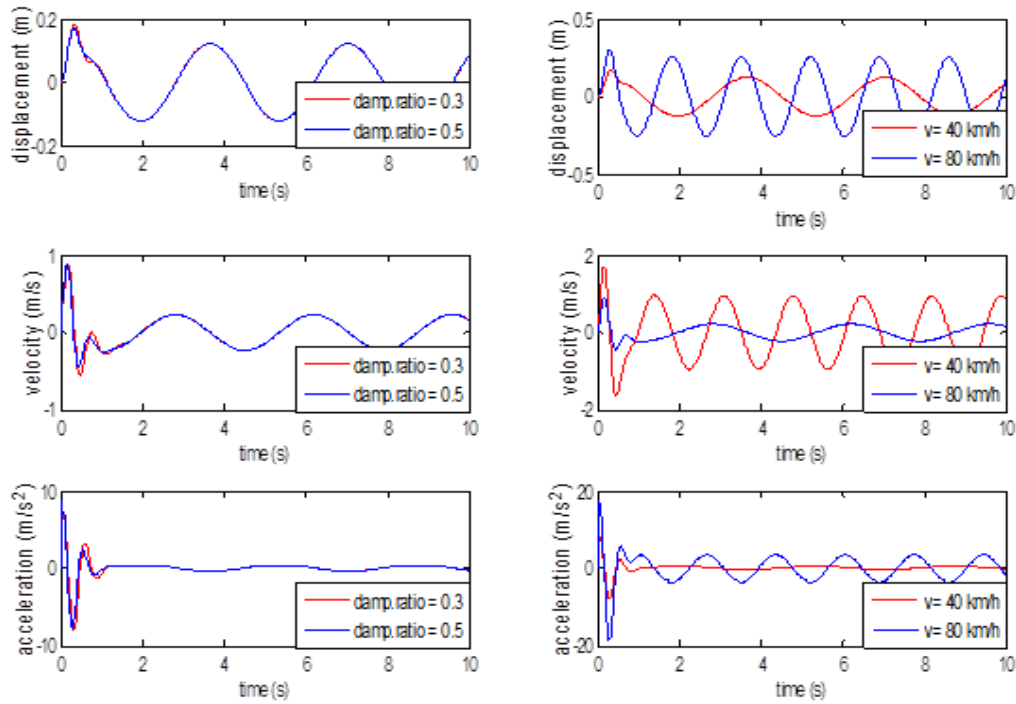 displacement (m)
0.2
0
-0.2
0 2 4 6 8 10
time (s)
damp.ratio = 0.3
damp.ratio = 0.5
displacement (m)
0.5
0
-0.5
0 2 4 6 8 10
time (s)
v= 40 km/h
v= 80 km/h
velocity (m/s)
1
0
-1
0 2 4 6 8 10
time (s)
damp.ratio = 0.3
damp.ratio = 0.5
velocity (m/s)
2
0
-2
0 2 4 6 8 10
time (s)
v= 40 km/h
v= 80 km/h
acceleration (m/s²)
10
0
-10
0 2 4 6 8 10
time (s)
damp.ratio = 0.3
damp.ratio = 0.5
acceleration (m/s²)
20
0
-20
0 2 4 6 8 10
time (s)
v= 40 km/h
v= 80 km/h